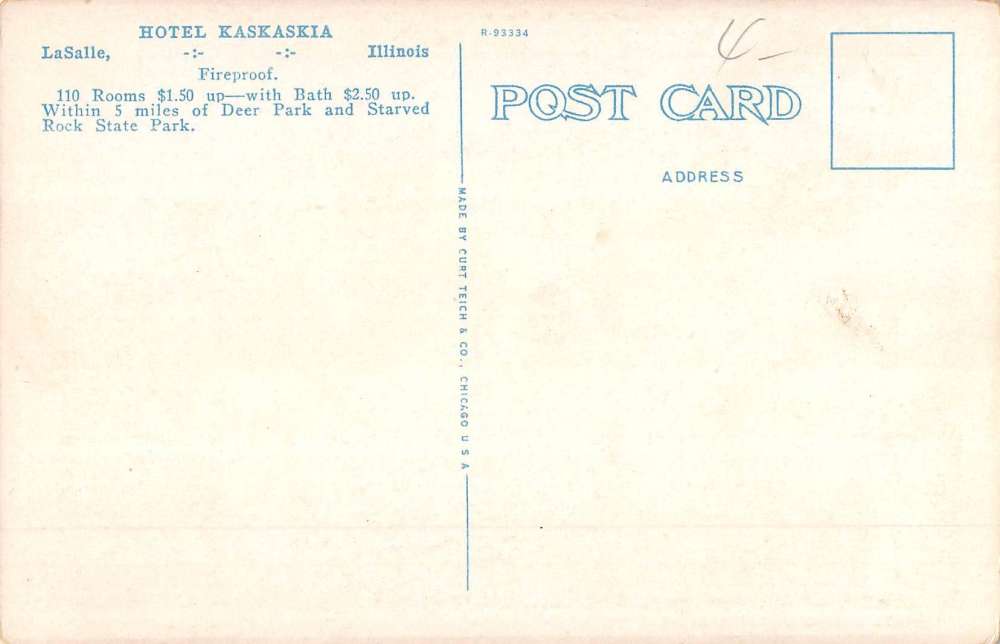 HOTEL KASKASKIA
LaSalle, -:- -:- Illinois
Fireproof.
110 Rooms $1.50 up—with Bath $2.50 up.
Within 5 miles of Deer Park and Starved
Rock State Park.
MADE BY CURT TEICH & CO., CHICAGO U S A
R-93334
4-
POST CARD
ADDRESS